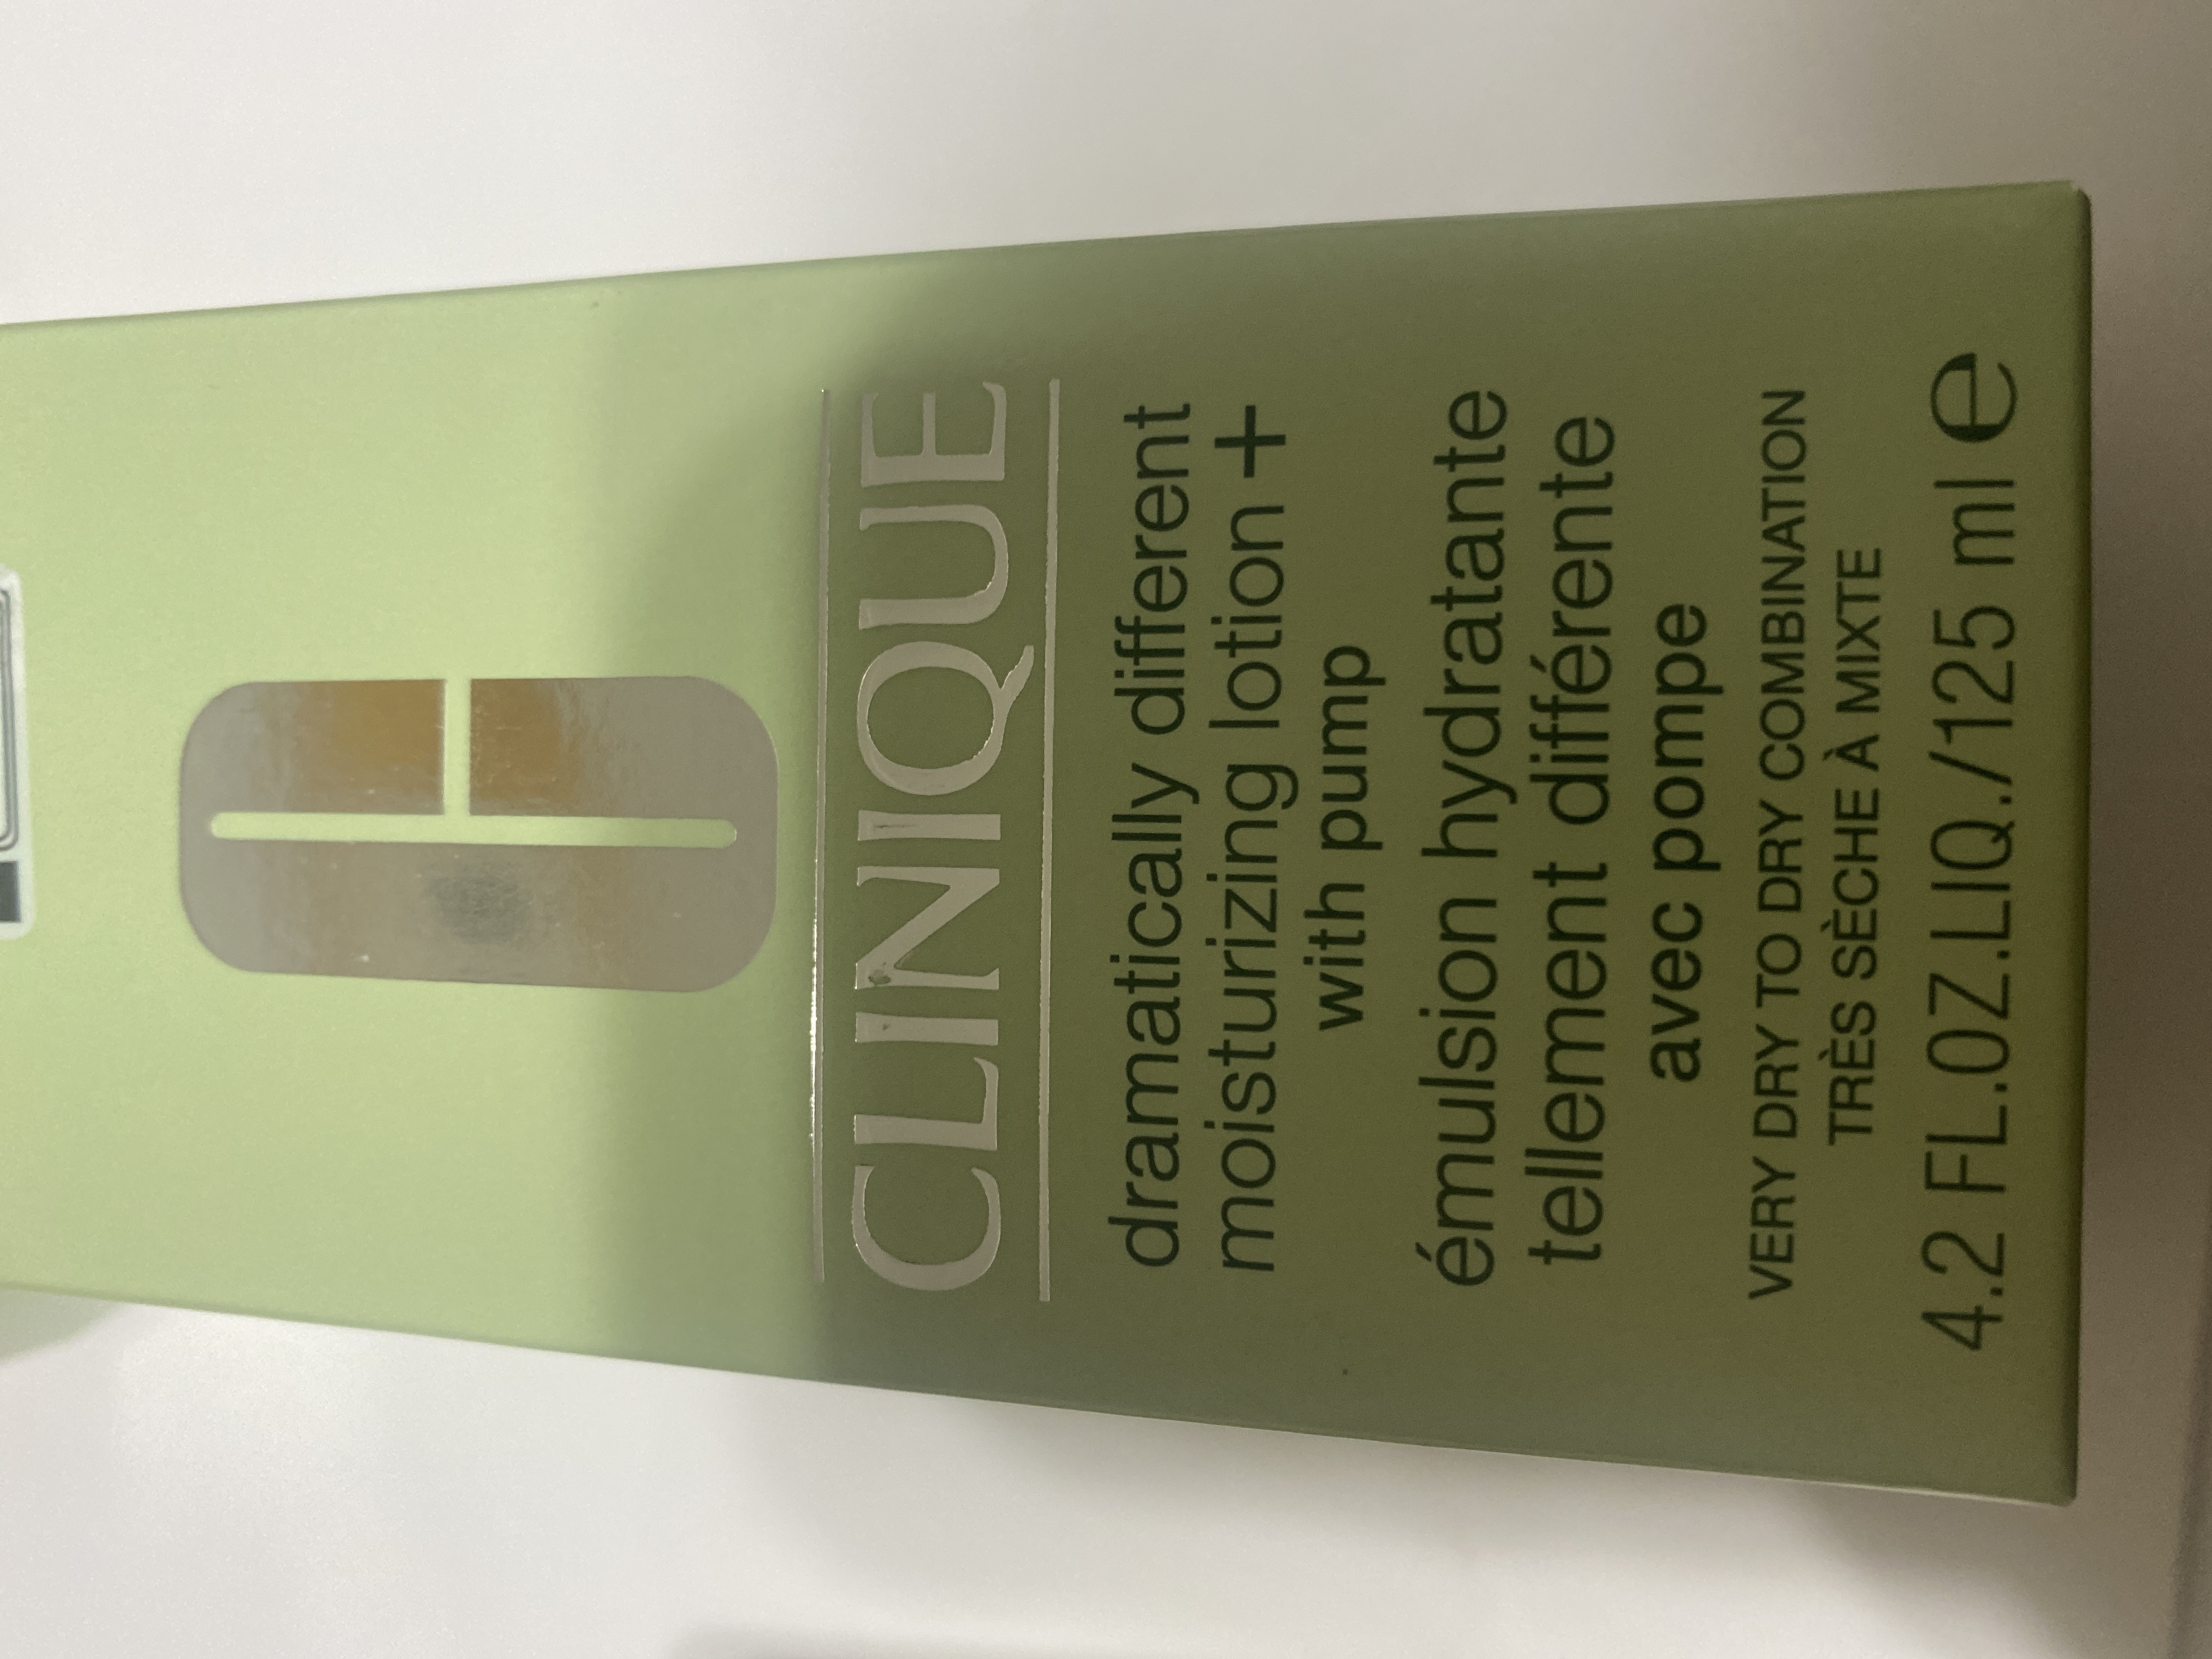 CLINIQUE
dramatically different
moisturizing lotion +
with pump
émulsion hydratante
tellement différente
avec pompe
VERY DRY TO DRY COMBINATION
TRÈS SÈCHE À MIXTE
4.2 FL.OZ.LIQ./125 ml ℮